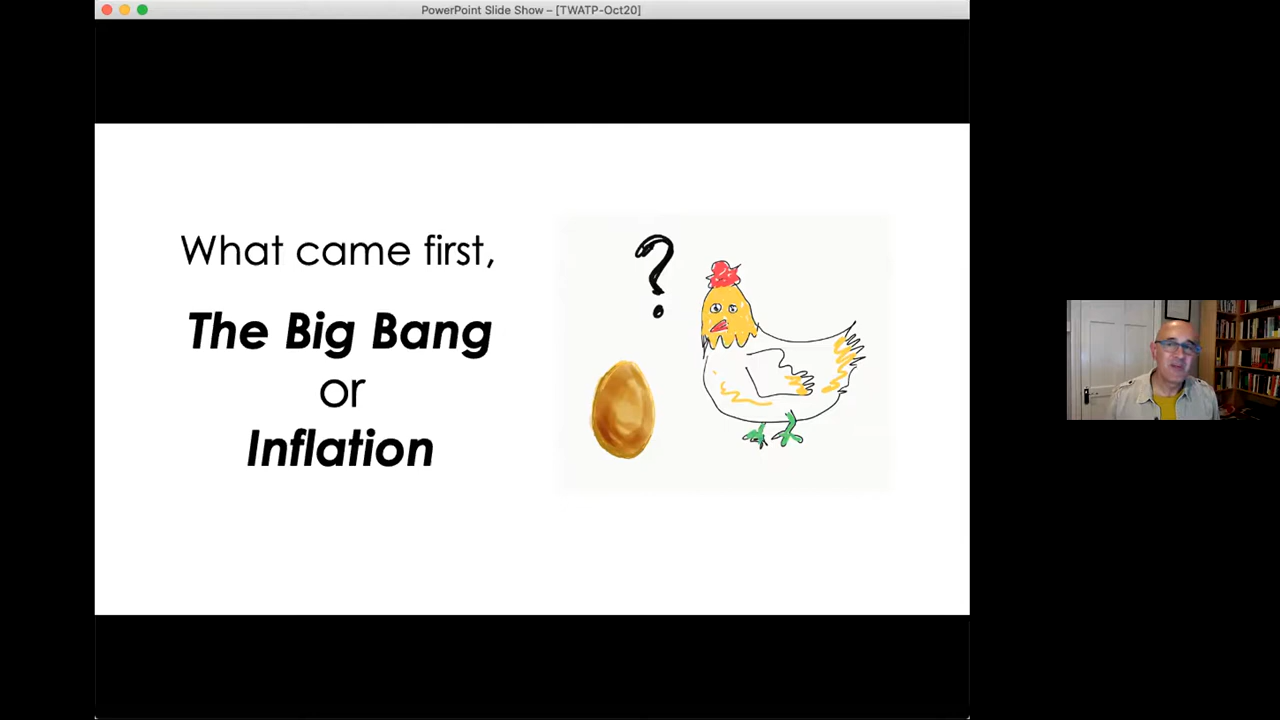 PowerPoint Slide Show – [TWATP-Oct20]
What came first,
The Big Bang
or
Inflation
?